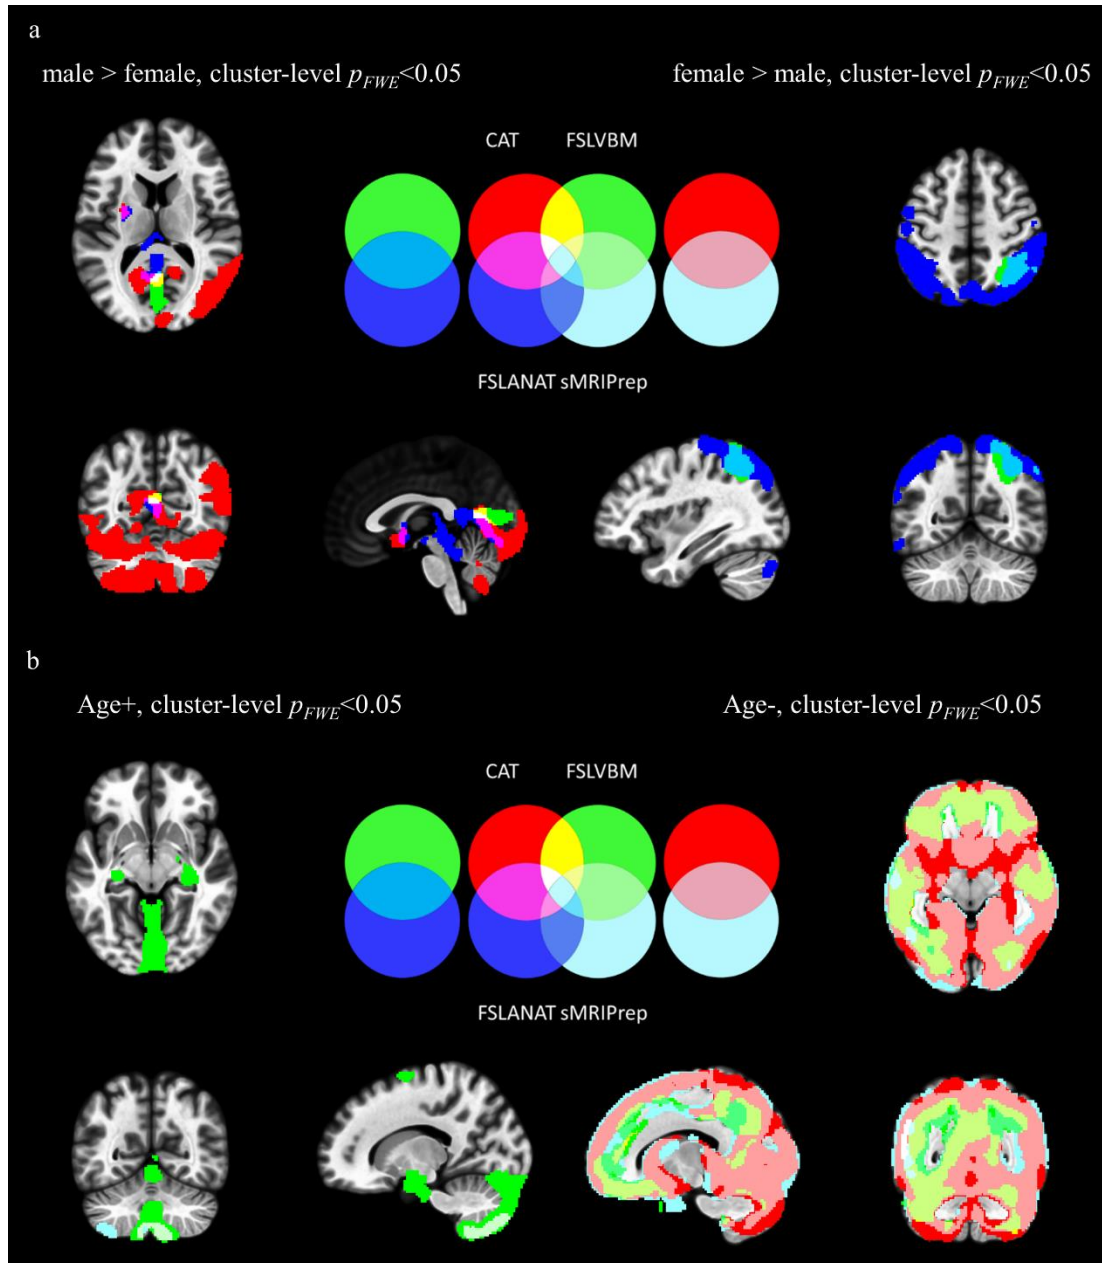 a
male > female, cluster-level pFWE<0.05
female > male, cluster-level pFWE<0.05
CAT FSLVBM
FSLANAT sMRIPrep
b
Age+, cluster-level pFWE<0.05
Age-, cluster-level pFWE<0.05
CAT FSLVBM
FSLANAT sMRIPrep